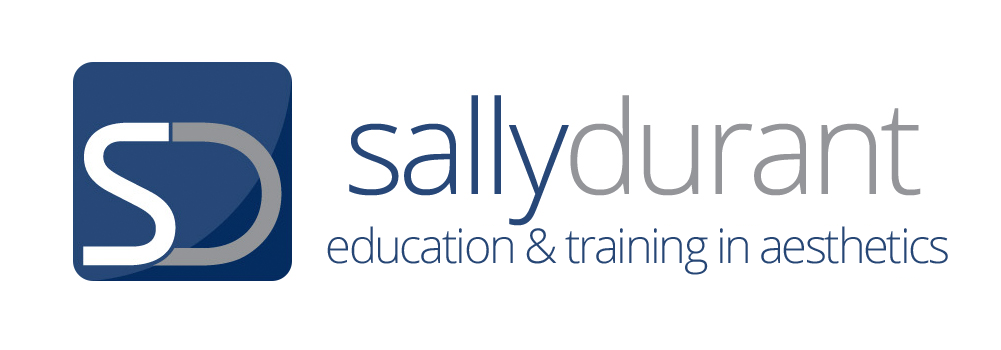 SD
sallydurant
education & training in aesthetics